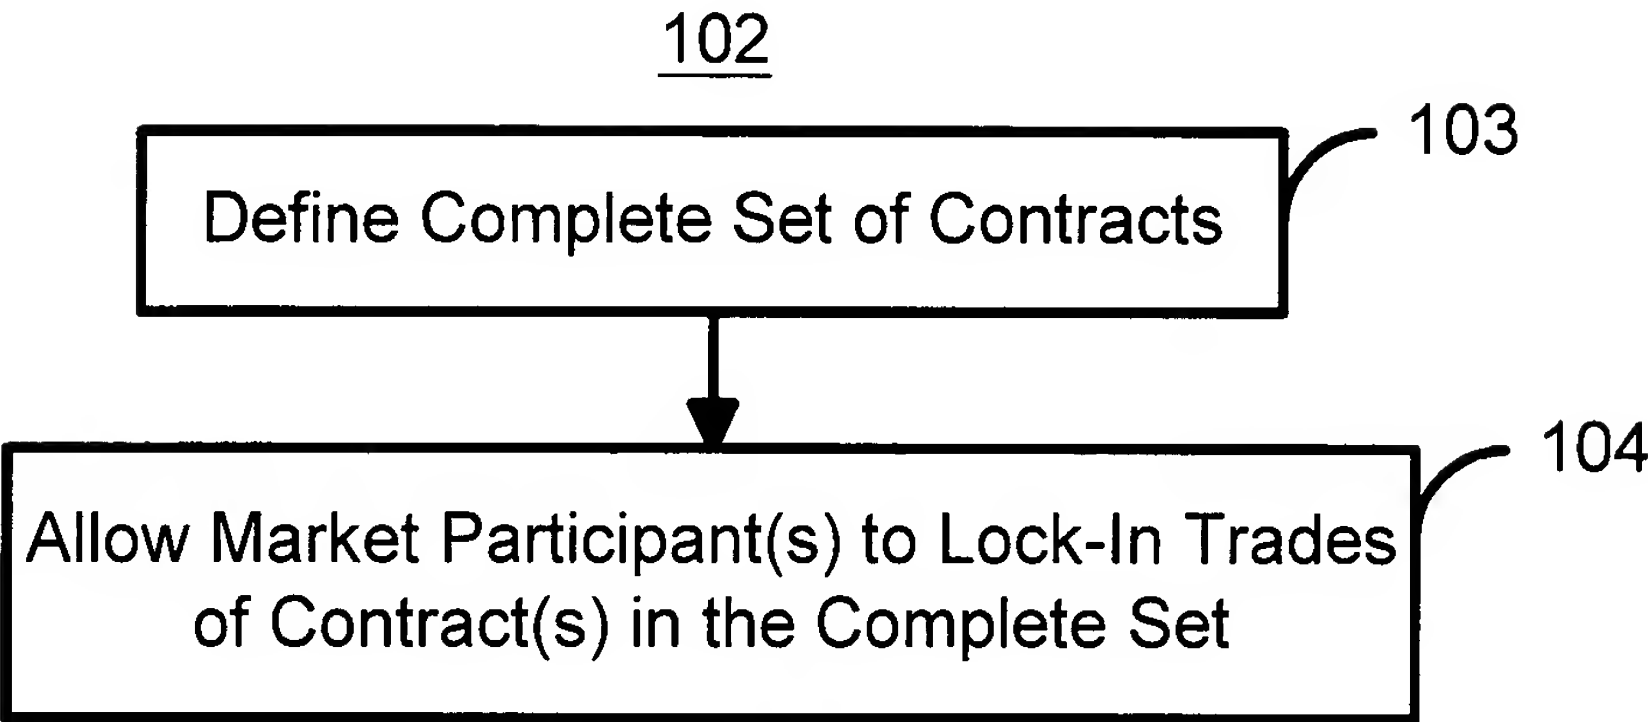 102
103
Define Complete Set of Contracts
104
Allow Market Participant(s) to Lock-In Trades
of Contract(s) in the Complete Set